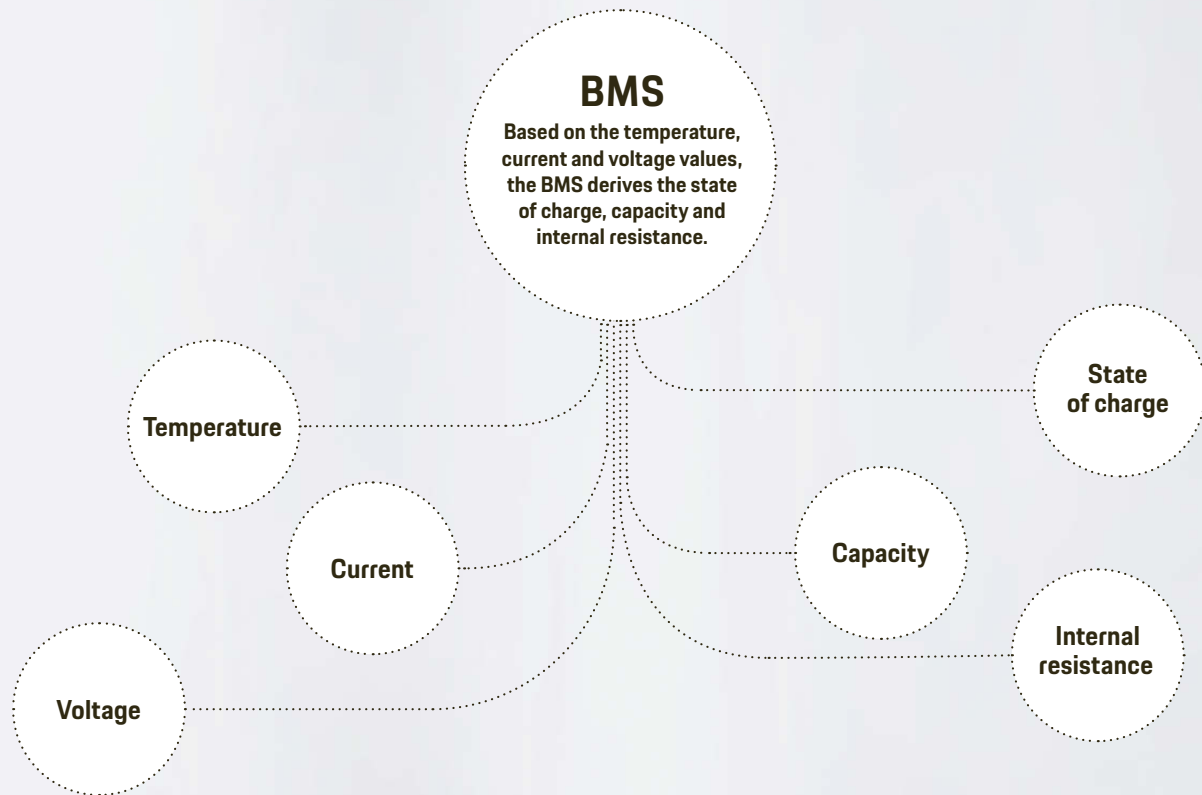 BMS
Based on the temperature,
current and voltage values,
the BMS derives the state
of charge, capacity and
internal resistance.
State
of charge
Temperature
Current
Capacity
Internal
resistance
Voltage